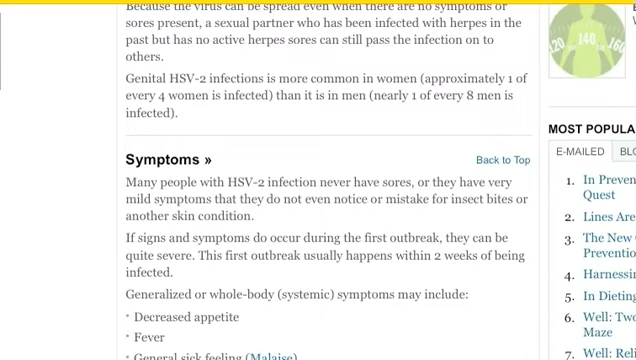 Because the virus can be spread even when there are no symptoms or
sores present, a sexual partner who has been infected with herpes in the
past but has no active herpes sores can still pass the infection on to
others.
Genital HSV-2 infections is more common in women (approximately 1 of
every 4 women is infected) than it is in men (nearly 1 of every 8 men is
infected).
Symptoms »
Back to Top
Many people with HSV-2 infection never have sores, or they have very
mild symptoms that they do not even notice or mistake for insect bites or
another skin condition.
If signs and symptoms do occur during the first outbreak, they can be
quite severe. This first outbreak usually happens within 2 weeks of being
infected.
Generalized or whole-body (systemic) symptoms may include:
• Decreased appetite
• Fever
• General sick feeling (Malaise)
120 140 160
MOST POPULA
E-MAILED
BLO
1. In Preven
Quest
2. Lines Are
3. The New
Preventio
4. Harnessin
5. In Dieting
6. Well: Two
Maze
7. Well: Reli